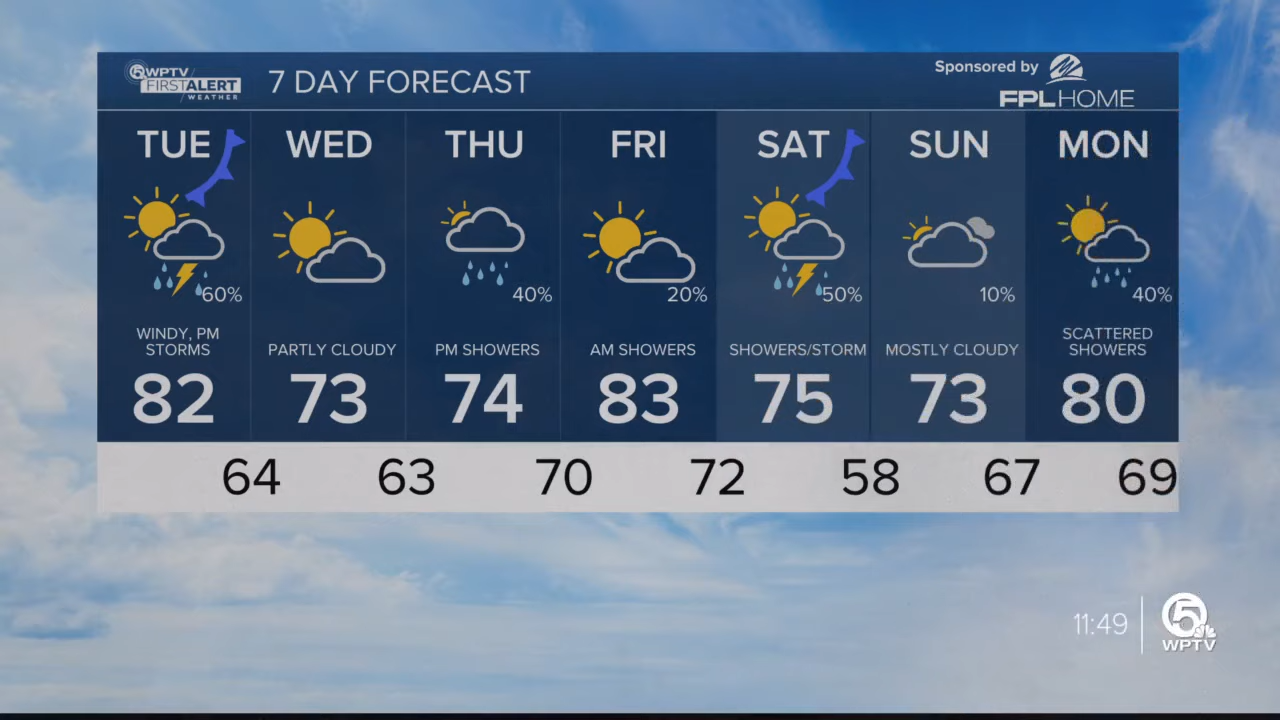 5 WPTV
FIRST ALERT
WEATHER
7 DAY FORECAST
Sponsored by
FPL HOME
TUE WED THU FRI SAT SUN MON
60% 40% 20% 50% 10% 40%
WINDY, PM
STORMS
PARTLY CLOUDY
PM SHOWERS
AM SHOWERS
SHOWERS/STORM
MOSTLY CLOUDY
SCATTERED
SHOWERS
82 73 74 83 75 73 80
64 63 70 72 58 67 69
11:49
5
WPTV